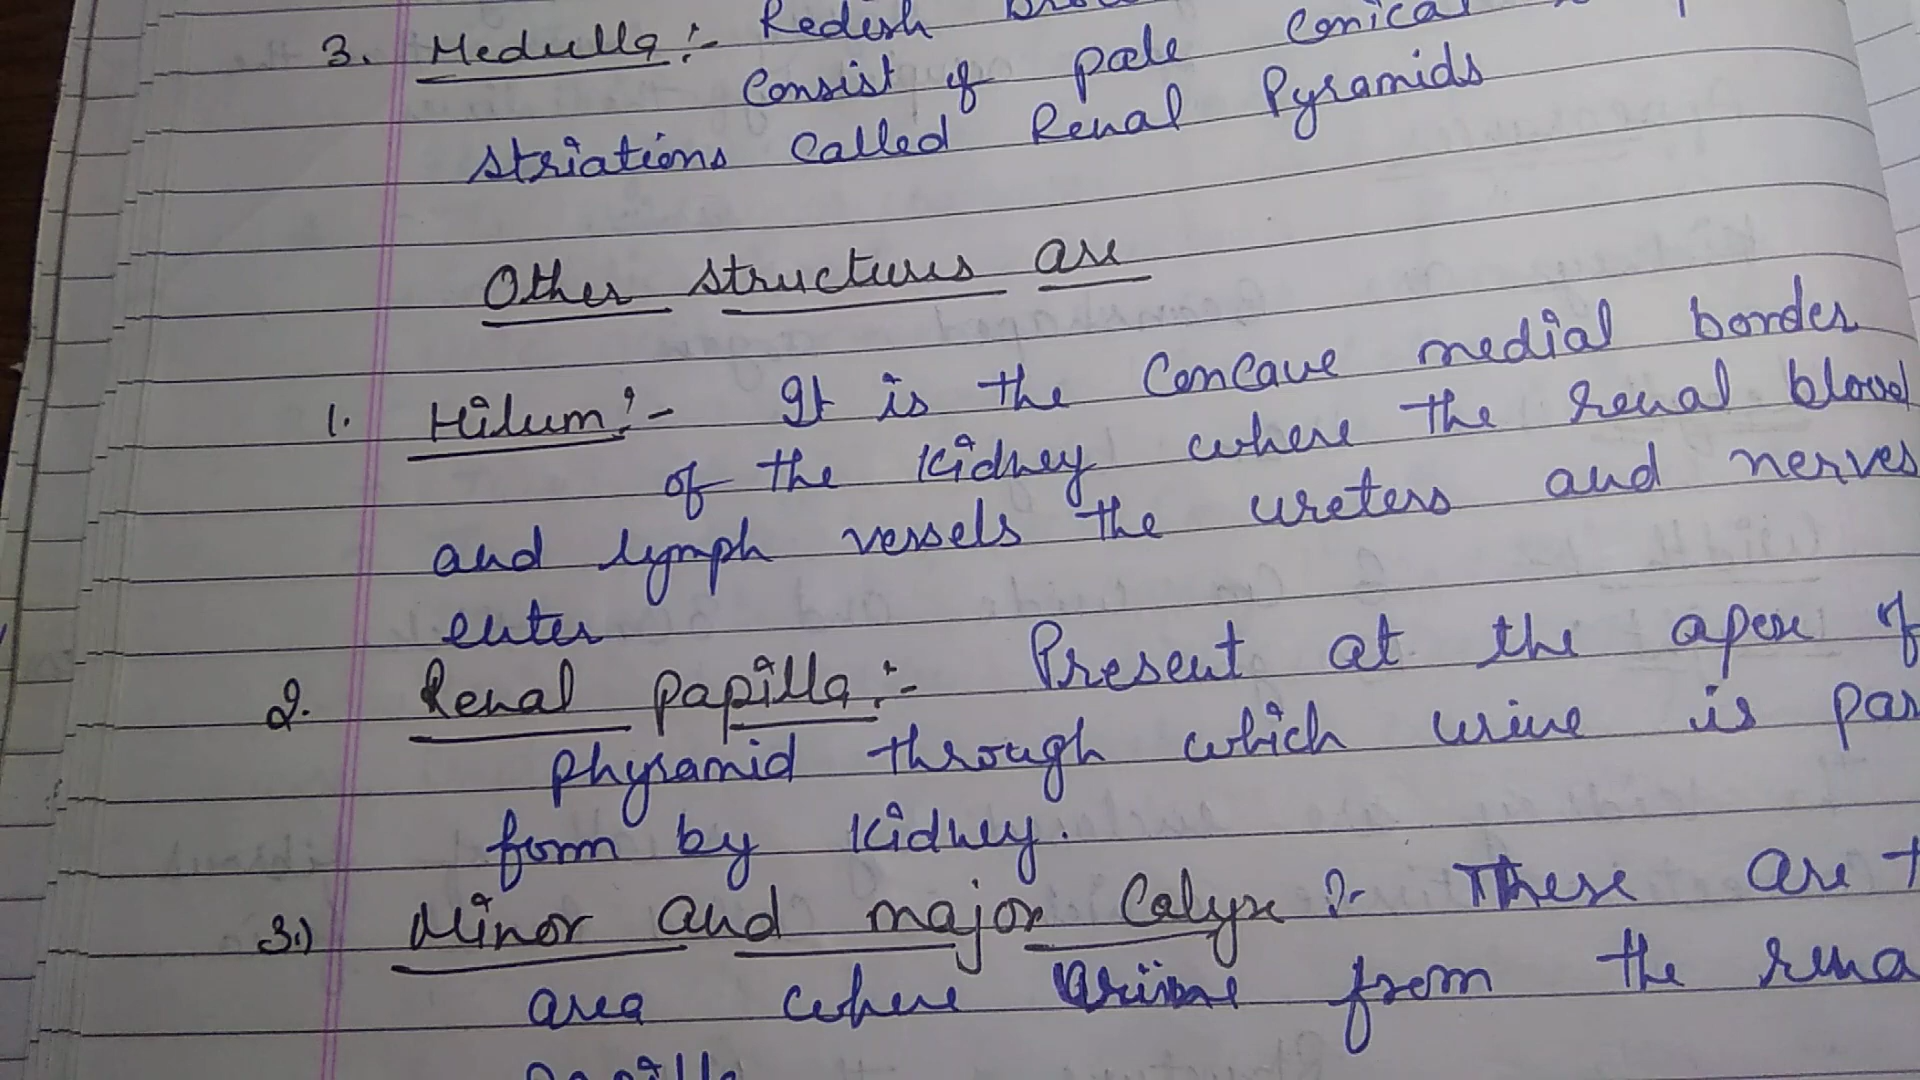 3. Medulla :- Redish
Consist of pale Conical
striations Called Renal Pyramids
Other structures are
1. Hilum :- It is the Concave medial border
of the kidney where the renal blood
and lymph vessels the ureters and nerves
enter
2. Renal papilla :- Present at the apex of
phyramid through which urine is pas
form by kidney.
3.) Minor and major Calyx :- These are t
area where from the rena
Papilla